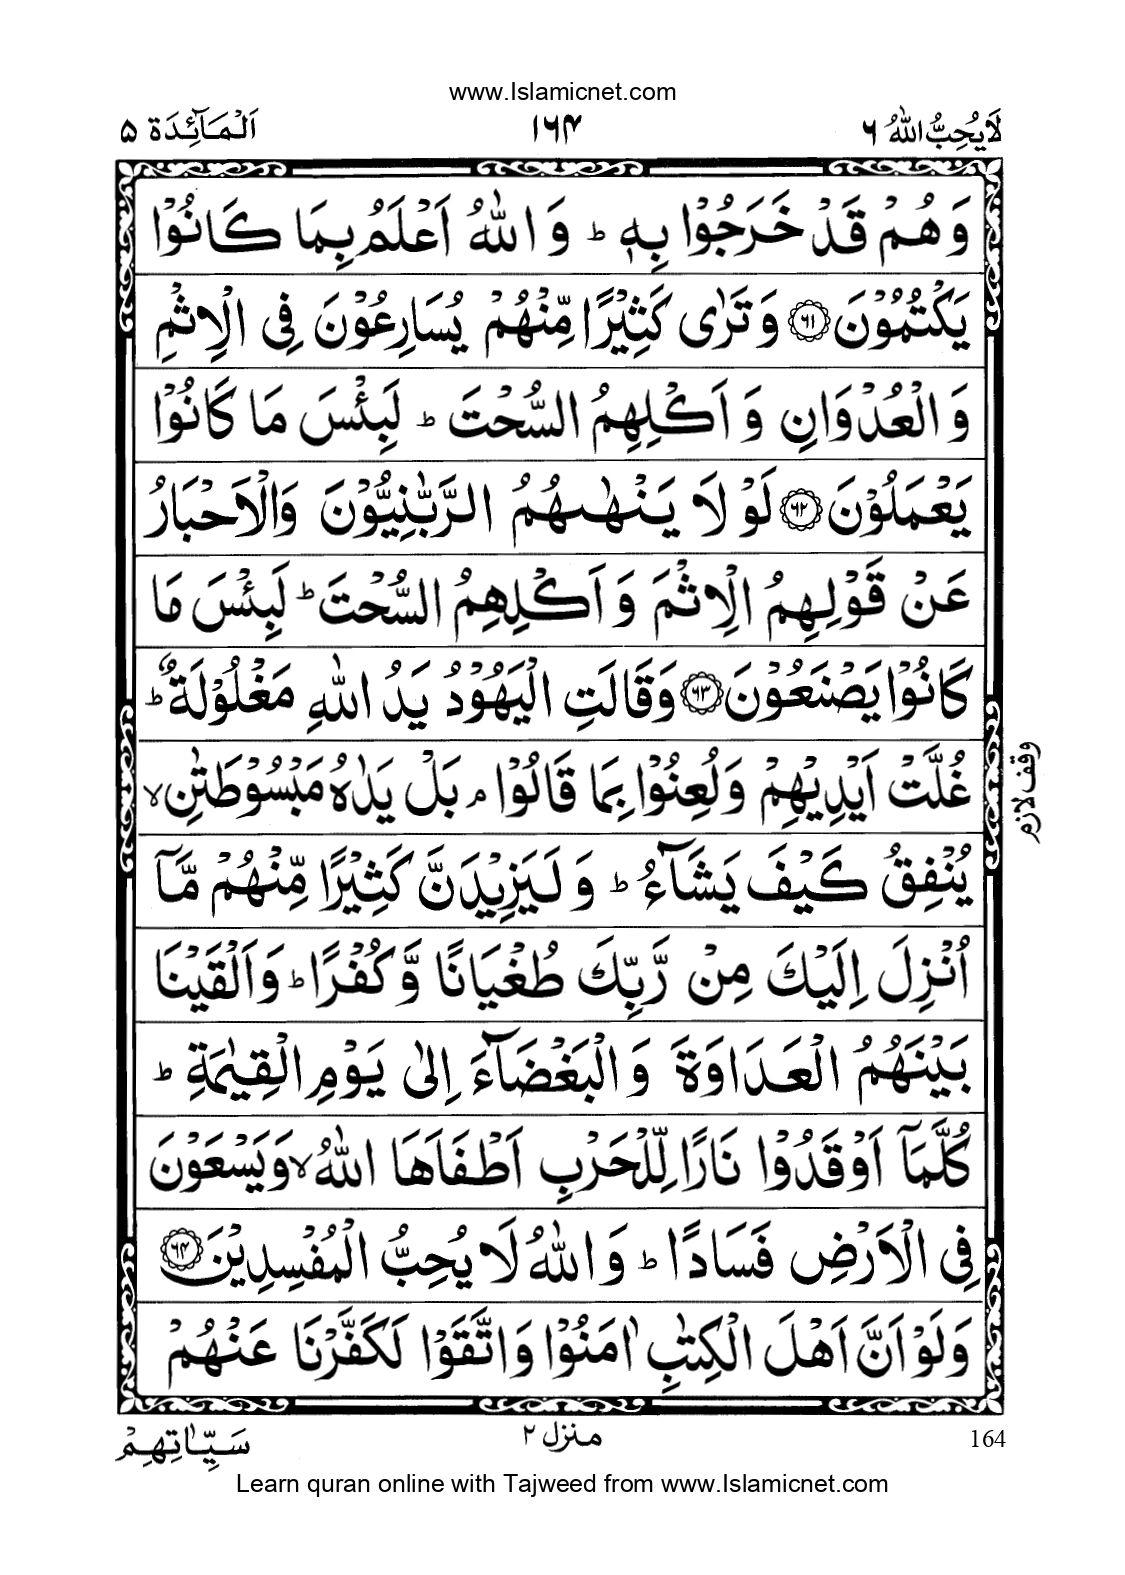 www.Islamicnet.com
لَا يُحِبُّ اللّٰهُ ٦ ١٦۴ اَلْمَآئِدَة ۵
وَهُمْ قَدْ خَرَجُوْا بِهٖ ؕ وَ اللّٰهُ اَعْلَمُ بِمَا كَانُوْا
يَكْتُمُوْنَ ﴿٦١﴾ وَ تَرٰى كَثِيْرًا مِّنْهُمْ يُسَارِعُوْنَ فِى الْاِثْمِ
وَ الْعُدْوَانِ وَ اَكْلِهِمُ السُّحْتَ ؕ لَبِئْسَ مَا كَانُوْا
يَعْمَلُوْنَ ﴿٦٢﴾ لَوْ لَا يَنْهٰىهُمُ الرَّبّٰنِيُّوْنَ وَالْاَحْبَارُ
عَنْ قَوْلِهِمُ الْاِثْمَ وَ اَكْلِهِمُ السُّحْتَ ؕ لَبِئْسَ مَا
كَانُوْا يَصْنَعُوْنَ ﴿٦٣﴾ وَقَالَتِ الْيَهُوْدُ يَدُ اللّٰهِ مَغْلُوْلَةٌ ؕ
غُلَّتْ اَيْدِيْهِمْ وَلُعِنُوْا بِمَا قَالُوْا ۘ بَلْ يَدٰهُ مَبْسُوْطَتٰنِ ۙ
وقف لازم
يُنْفِقُ كَيْفَ يَشَآءُ ؕ وَ لَيَزِيْدَنَّ كَثِيْرًا مِّنْهُمْ مَّاۤ
اُنْزِلَ اِلَيْكَ مِنْ رَّبِّكَ طُغْيَانًا وَّ كُفْرًا ؕ وَاَلْقَيْنَا
بَيْنَهُمُ الْعَدَاوَةَ وَ الْبَغْضَآءَ اِلٰى يَوْمِ الْقِيٰمَةِ ؕ
كُلَّمَاۤ اَوْقَدُوْا نَارًا لِّلْحَرْبِ اَطْفَاَهَا اللّٰهُ ۙ وَيَسْعَوْنَ
فِى الْاَرْضِ فَسَادًا ؕ وَ اللّٰهُ لَا يُحِبُّ الْمُفْسِدِيْنَ ﴿٦۴﴾
وَلَوْ اَنَّ اَهْلَ الْكِتٰبِ اٰمَنُوْا وَاتَّقَوْا لَكَفَّرْنَا عَنْهُمْ
164 منزل ٢ سَيِّاٰتِهِمْ
Learn quran online with Tajweed from www.Islamicnet.com